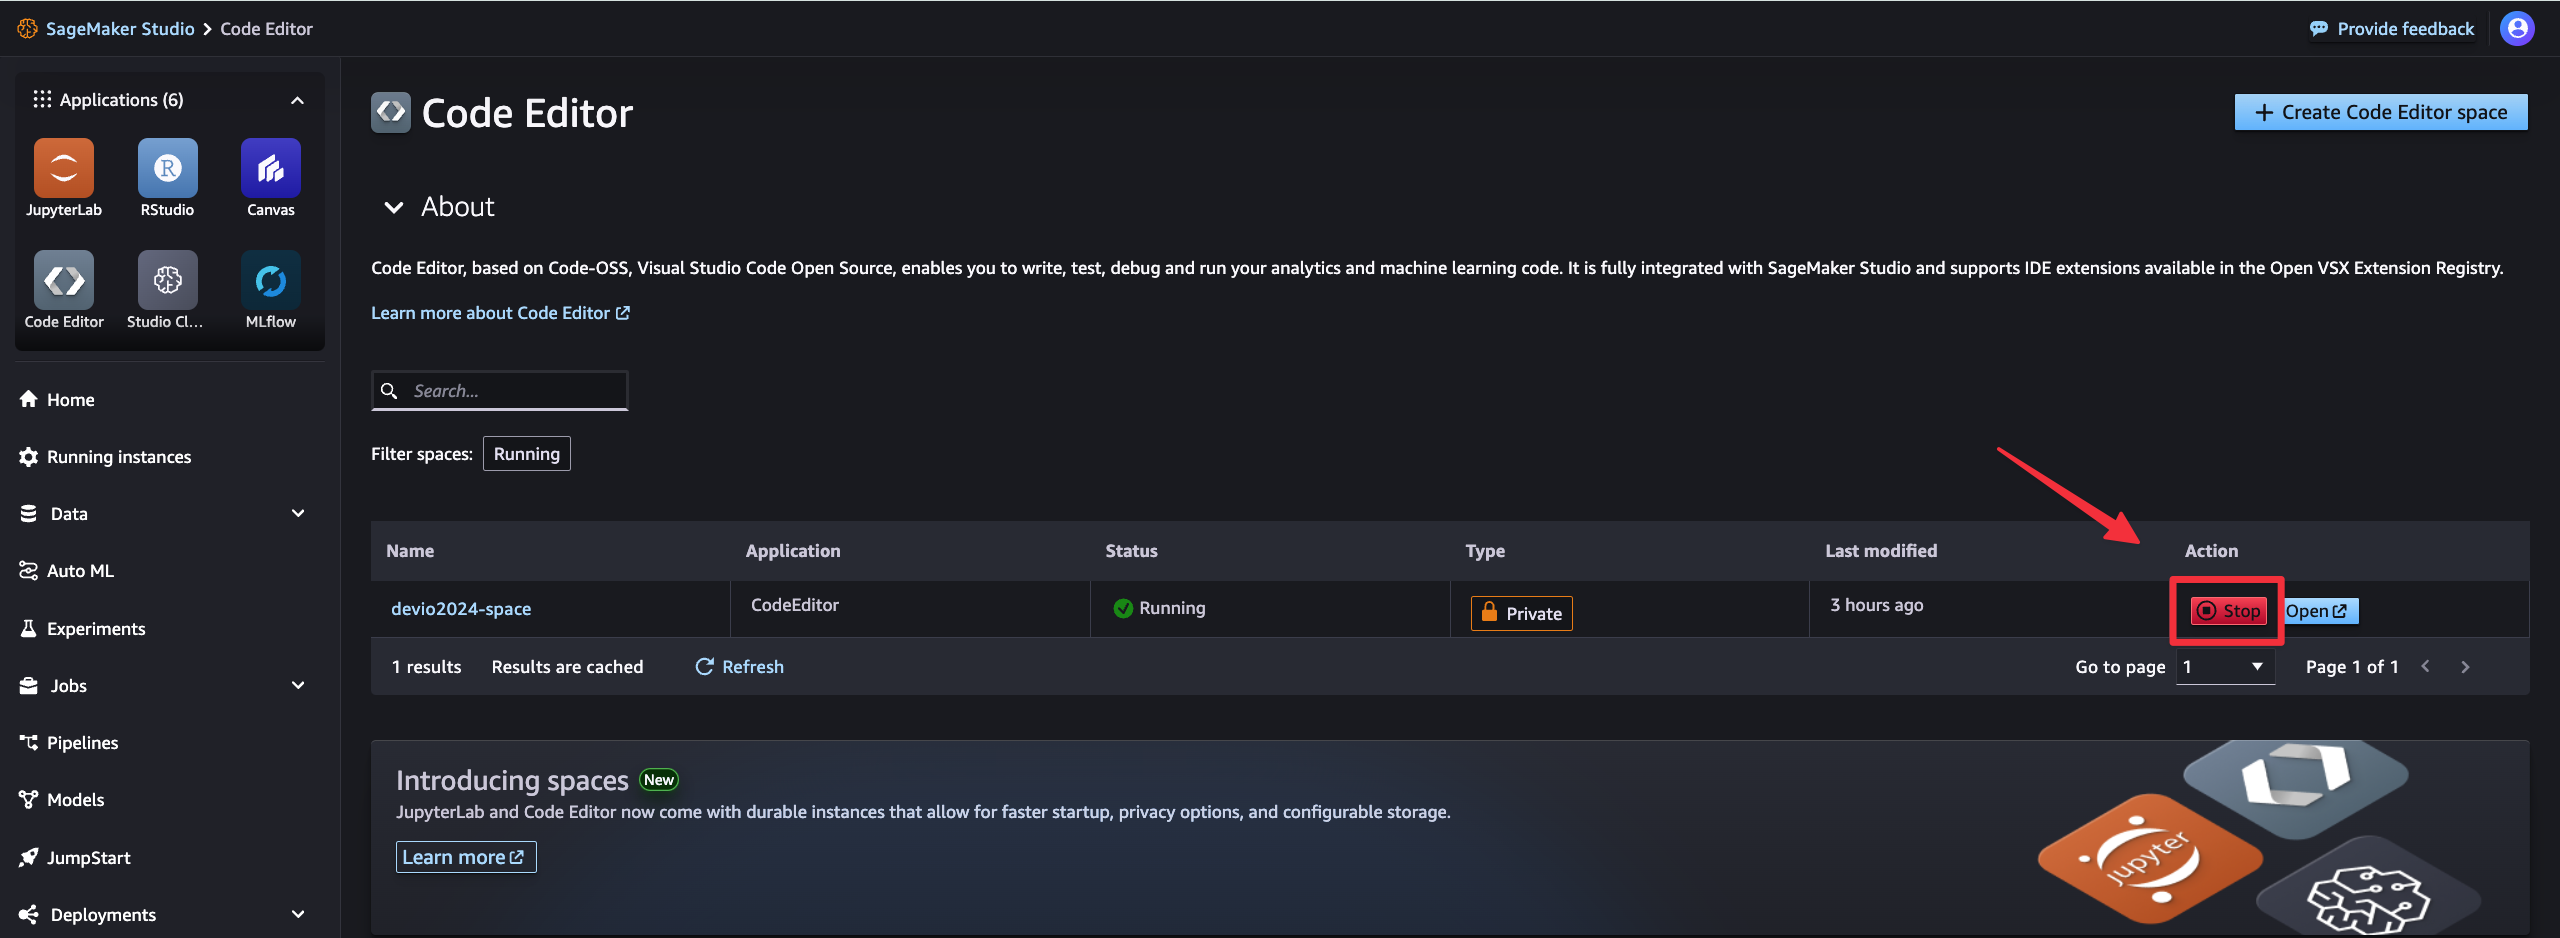 SageMaker Studio > Code Editor
Provide feedback
Applications (6)
JupyterLab
RStudio
Canvas
Code Editor
Studio Cl...
MLflow
Home
Running instances
Data
Auto ML
Experiments
Jobs
Pipelines
Models
JumpStart
Deployments
Code Editor
+ Create Code Editor space
About
Code Editor, based on Code-OSS, Visual Studio Code Open Source, enables you to write, test, debug and run your analytics and machine learning code. It is fully integrated with SageMaker Studio and supports IDE extensions available in the Open VSX Extension Registry.
Learn more about Code Editor
Search...
Filter spaces: Running
Name Application Status Type Last modified Action
devio2024-space CodeEditor Running Private 3 hours ago Stop Open
1 results Results are cached Refresh Go to page 1 Page 1 of 1
Introducing spaces New
JupyterLab and Code Editor now come with durable instances that allow for faster startup, privacy options, and configurable storage.
Learn more
jupyter